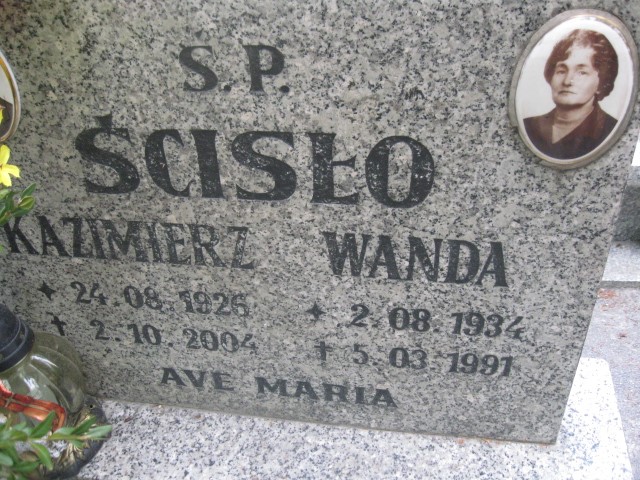 S.P.
ŚCISŁO
KAZIMIERZ WANDA
24.08.1926 2.08.1934
2.10.2004 5.03.1991
AVE MARIA